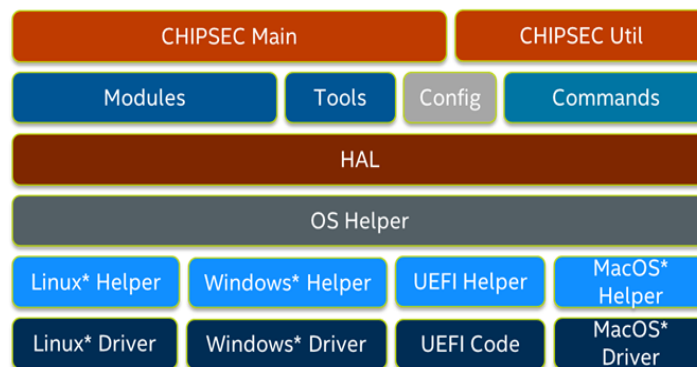 CHIPSEC Main
CHIPSEC Util
Modules
Tools
Config
Commands
HAL
OS Helper
Linux* Helper
Windows* Helper
UEFI Helper
MacOS*
Helper
Linux* Driver
Windows* Driver
UEFI Code
MacOS*
Driver